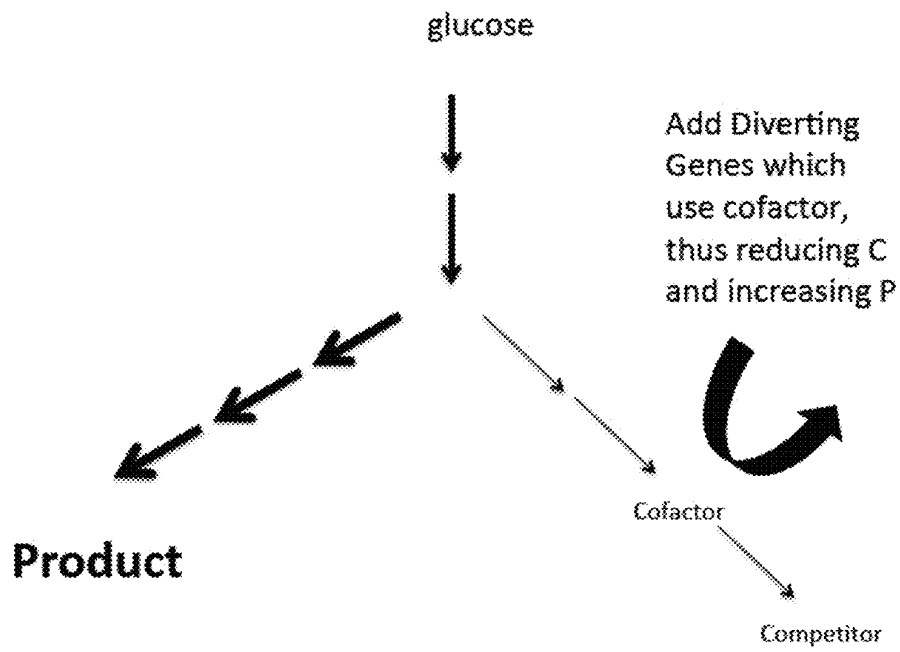 glucose
Add Diverting
Genes which
use cofactor,
thus reducing C
and increasing P
Cofactor
Product
Competitor